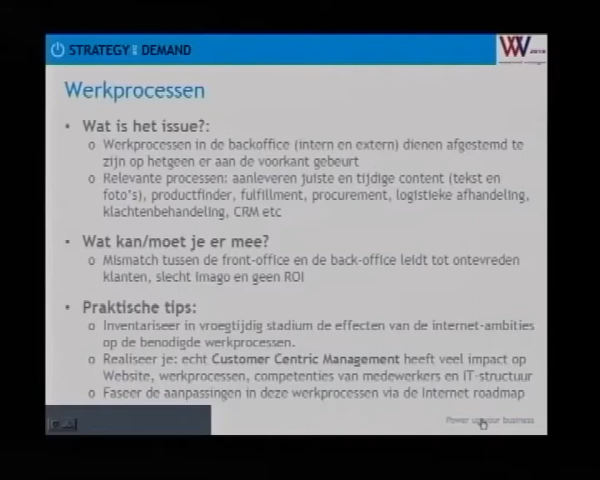 STRATEGY ON DEMAND
VVV
Werkprocessen
• Wat is het issue?:
o Werkprocessen in de backoffice (intern en extern) dienen afgestemd te
zijn op hetgeen er aan de voorkant gebeurt
o Relevante processen: aanleveren juiste en tijdige content (tekst en
foto's), productfinder, fulfillment, procurement, logistieke afhandeling,
klachtenbehandeling, CRM etc
• Wat kan/moet je er mee?
o Mismatch tussen de front-office en de back-office leidt tot ontevreden
klanten, slecht imago en geen ROI
• Praktische tips:
o Inventariseer in vroegtijdig stadium de effecten van de internet-ambities
op de benodigde werkprocessen.
o Realiseer je: echt Customer Centric Management heeft veel impact op
Website, werkprocessen, competenties van medewerkers en IT-structuur
o Faseer de aanpassingen in deze werkprocessen via de Internet roadmap
Power up your business